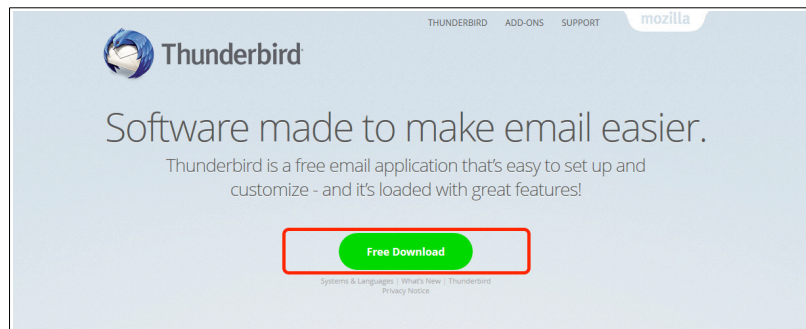 THUNDERBIRD ADD-ONS SUPPORT mozilla
Thunderbird
Software made to make email easier.
Thunderbird is a free email application that's easy to set up and
customize - and it's loaded with great features!
Free Download
Systems & Languages | What's New | Thunderbird
Privacy Notice